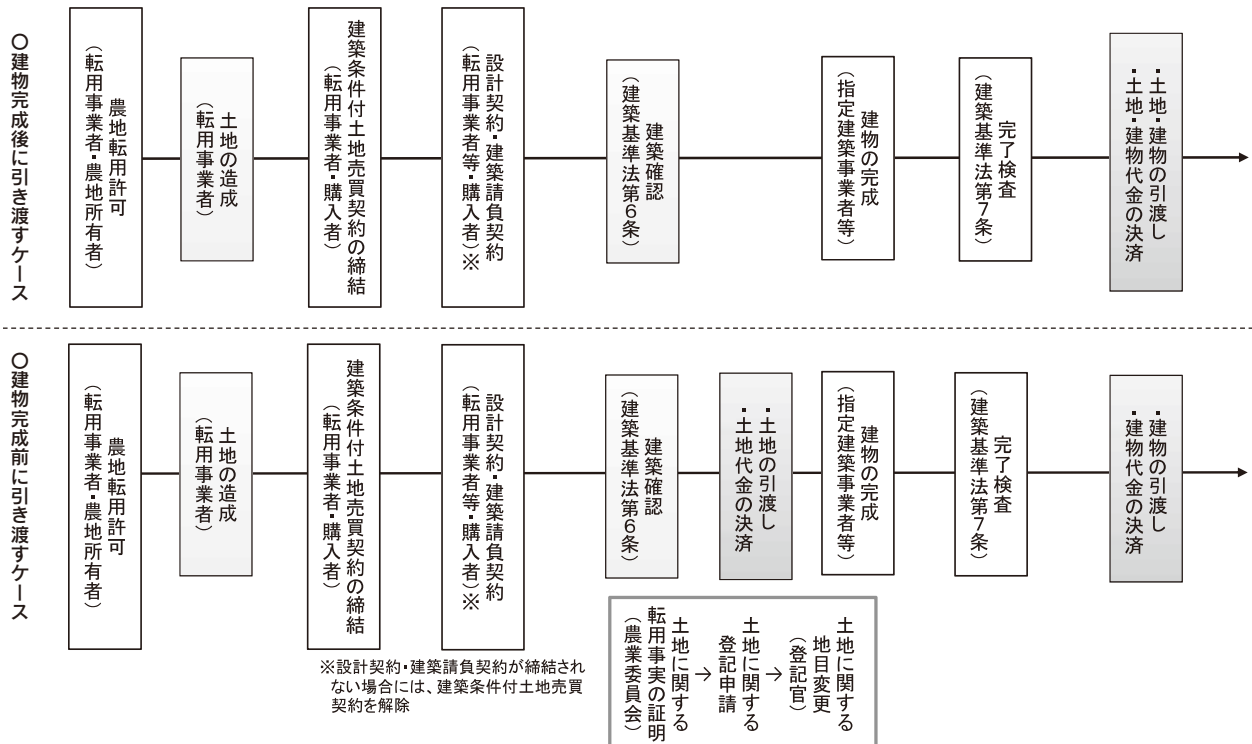 〇建物完成後に引き渡すケース
農地転用許可
（転用事業者・農地所有者）
土地の造成
（転用事業者）
建築条件付土地売買契約の締結
（転用事業者・購入者）
設計契約・建築請負契約
（転用事業者等・購入者）※
建築確認
（建築基準法第６条）
建物の完成
（指定建築事業者等）
完了検査
（建築基準法第７条）
・土地・建物の引渡し
・土地・建物代金の決済
〇建物完成前に引き渡すケース
農地転用許可
（転用事業者・農地所有者）
土地の造成
（転用事業者）
建築条件付土地売買契約の締結
（転用事業者・購入者）
設計契約・建築請負契約
（転用事業者等・購入者）※
建築確認
（建築基準法第６条）
・土地の引渡し
・土地代金の決済
建物の完成
（指定建築事業者等）
完了検査
（建築基準法第７条）
・建物の引渡し
・建物代金の決済
※設計契約・建築請負契約が締結され
ない場合には、建築条件付土地売買
契約を解除
土地に関する
転用事実の証明
（農業委員会）
→
土地に関する
登記申請
→
土地に関する
地目変更
（登記官）